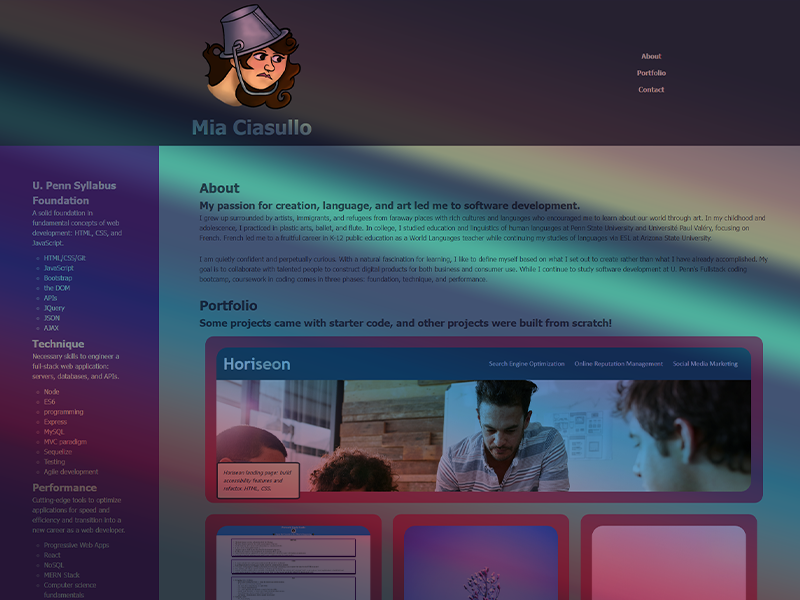 About
Portfolio
Contact
Mia Ciasullo
U. Penn Syllabus
Foundation
A solid foundation in
fundamental concepts of web
development: HTML, CSS, and
JavaScript.
HTML/CSS/Git
JavaScript
Bootstrap
the DOM
APIs
JQuery
JSON
AJAX
Technique
Necessary skills to engineer a
full-stack web application:
servers, databases, and APIs.
Node
ES6
programming
Express
MySQL
MVC paradigm
Sequelize
Testing
Agile development
Performance
Cutting-edge tools to optimize
applications for speed and
efficiency and transition into a
new career as a web developer.
Progressive Web Apps
React
NoSQL
MERN Stack
Computer science
fundamentals
About
My passion for creation, language, and art led me to software development.
I grew up surrounded by artists, immigrants, and refugees from faraway places with rich cultures and languages who encouraged me to learn about our world through art. In my childhood and
adolescence, I practiced in plastic arts, ballet, and flute. In college, I studied education and linguistics of human languages at Penn State University and Université Paul Valéry, focusing on
French. French led me to a fruitful career in K-12 public education as a World Languages teacher while continuing my studies of languages via ESL at Arizona State University.
I am quietly confident and perpetually curious. With a natural fascination for learning, I like to define myself based on what I set out to create rather than what I have already accomplished. My
goal is to collaborate with talented people to construct digital products for both business and consumer use. While I continue to study software development at U. Penn's Fullstack coding
bootcamp, coursework in coding comes in three phases: foundation, technique, and performance.
Portfolio
Some projects came with starter code, and other projects were built from scratch!
Horiseon
Search Engine Optimization
Online Reputation Management
Social Media Marketing
Horiseon landing page: built
accessibility features and
refactor. HTML, CSS.